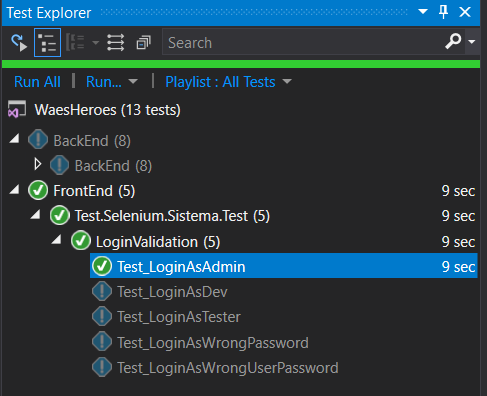 Test Explorer
Search
Run All | Run... | Playlist : All Tests
WaesHeroes (13 tests)
BackEnd (8)
BackEnd (8)
FrontEnd (5) 9 sec
Test.Selenium.Sistema.Test (5) 9 sec
LoginValidation (5) 9 sec
Test_LoginAsAdmin 9 sec
Test_LoginAsDev
Test_LoginAsTester
Test_LoginAsWrongPassword
Test_LoginAsWrongUserPassword